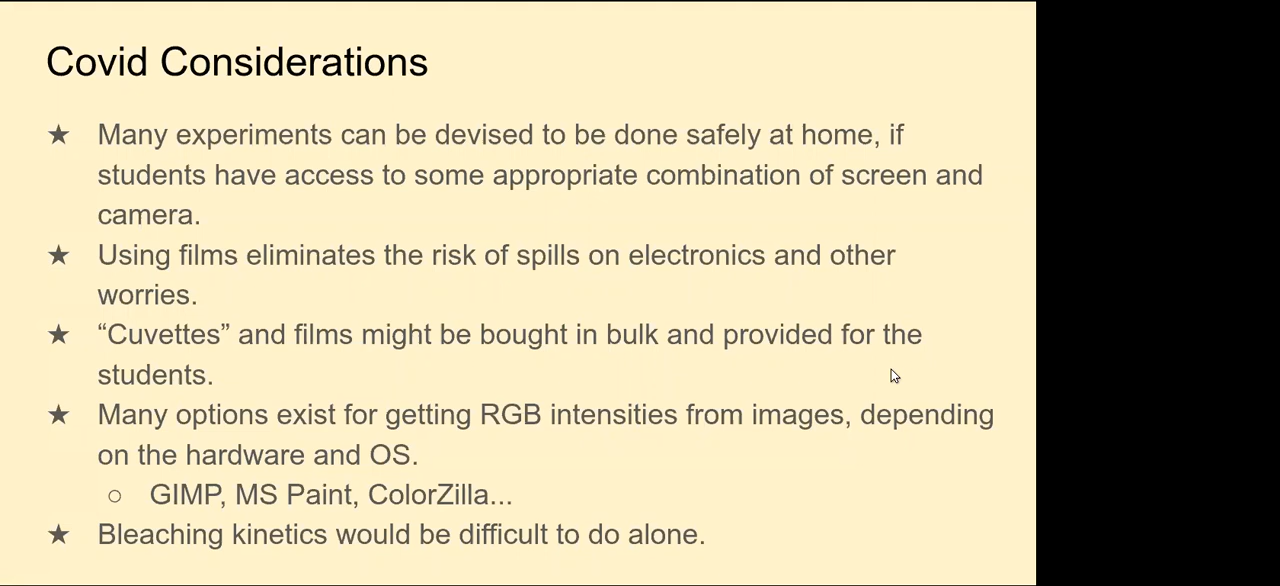 Covid Considerations
★ Many experiments can be devised to be done safely at home, if
students have access to some appropriate combination of screen and
camera.
★ Using films eliminates the risk of spills on electronics and other
worries.
★ “Cuvettes” and films might be bought in bulk and provided for the
students.
★ Many options exist for getting RGB intensities from images, depending
on the hardware and OS.
○ GIMP, MS Paint, ColorZilla...
★ Bleaching kinetics would be difficult to do alone.